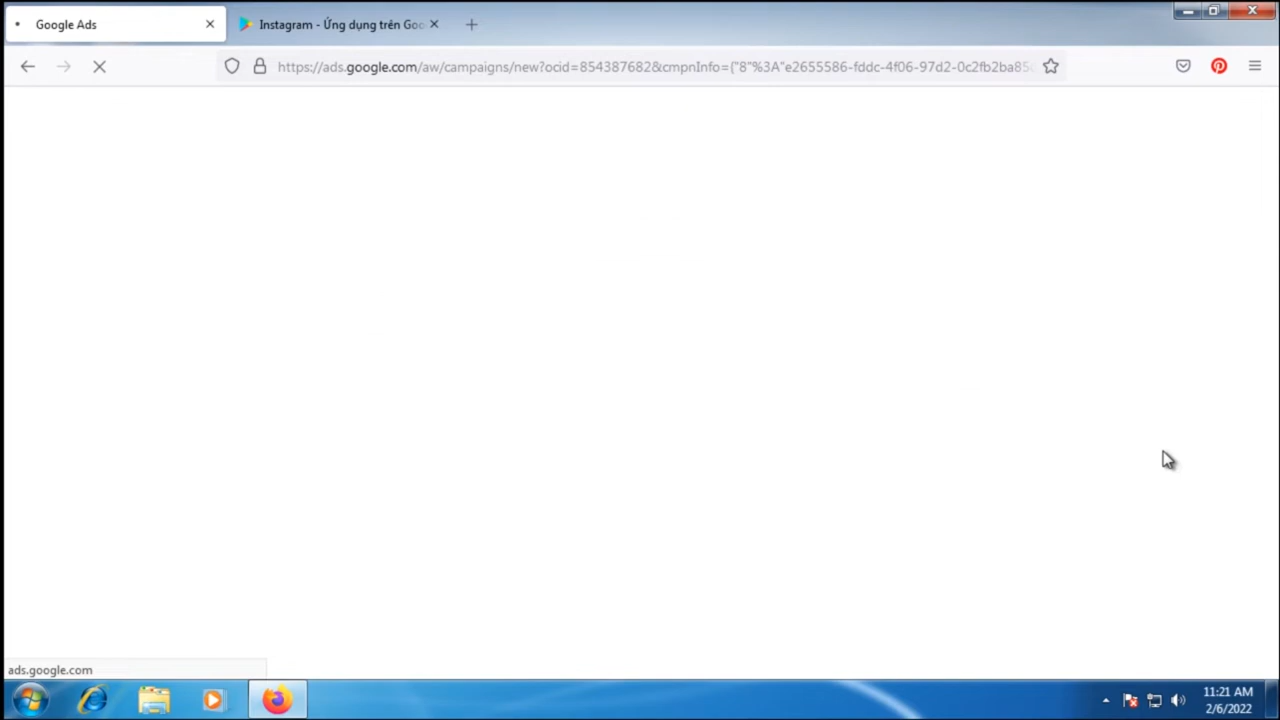 Google Ads
Instagram - Ứng dụng trên Goo
https://ads.google.com/aw/campaigns/new?ocid=854387682&cmpnInfo={"8"%3A"e2655586-fddc-4f06-97d2-0c2fb2ba85c
ads.google.com
11:21 AM
2/6/2022